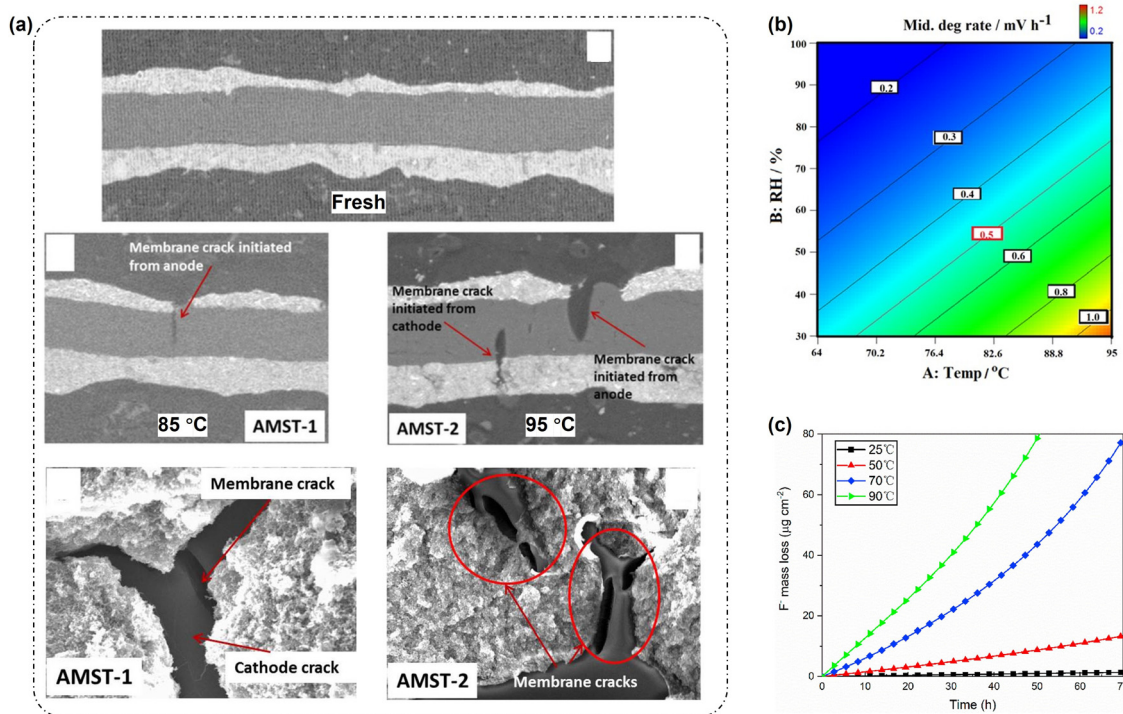 (a)
Fresh
Membrane crack initiated
from anode
85 °C
AMST-1
Membrane crack
initiated from
cathode
Membrane crack
initiated from
anode
AMST-2
95 °C
Membrane crack
Cathode crack
AMST-1
AMST-2
Membrane cracks
(b)
Mid. deg rate / mV h⁻¹
1.2
0.2
B: RH / %
100
90
80
70
60
50
40
30
0.2
0.3
0.4
0.5
0.6
0.8
1.0
64
70.2
76.4
82.6
88.8
95
A: Temp / °C
(c)
F⁻ mass loss (μg cm⁻²)
80
60
40
20
0
25℃
50℃
70℃
90℃
0
10
20
30
40
50
60
Time (h)